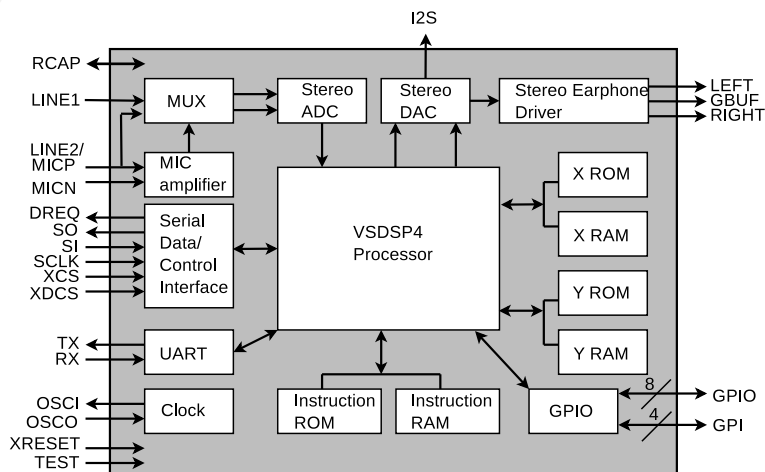 I2S
RCAP
LINE1
LINE2/
MICP
MICN
DREQ
SO
SI
SCLK
XCS
XDCS
TX
RX
OSCI
OSCO
XRESET
TEST
MUX
Stereo
ADC
Stereo
DAC
Stereo Earphone
Driver
LEFT
GBUF
RIGHT
MIC
amplifier
Serial
Data/
Control
Interface
VSDSP4
Processor
X ROM
X RAM
Y ROM
Y RAM
UART
Clock
Instruction
ROM
Instruction
RAM
GPIO
8
GPIO
4
GPI